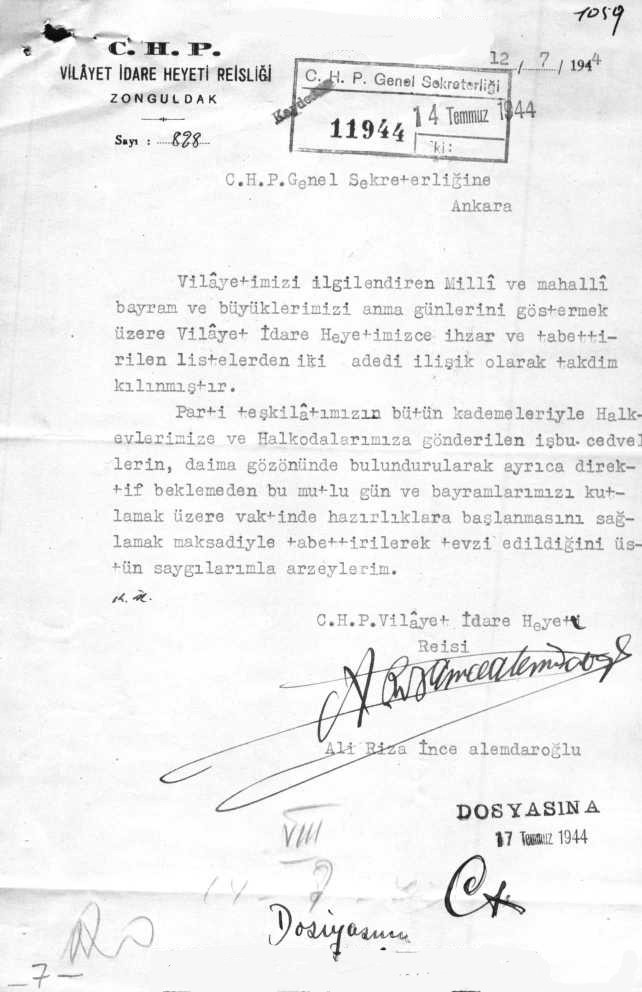 1059
C. H. P.
VİLÂYET İDARE HEYETİ REİSLİĞİ
ZONGULDAK
Sayı : 898
12 / 7 / 1944
C. H. P. Genel Sekreterliği
11944
14 Temmuz 1944
C.H.P.Genel Sekreterliğine
Ankara
Vilâyetimizi ilgilendiren Millî ve mahallî
bayram ve büyüklerimizi anma günlerini göstermek
üzere Vilâyet İdare Heyetimizce ihzar ve tabetti-
rilen listelerden iki adedi ilişik olarak takdim
kılınmıştır.
Parti teşkilâtımızın bütün kademeleriyle Halk-
evlerimize ve Halkodalarımıza gönderilen işbu cedvel
lerin, daima gözönünde bulundurularak ayrıca direk-
tif beklemeden bu mutlu gün ve bayramlarımızı kut-
lamak üzere vaktinde hazırlıklara başlanmasını sağ-
lamak maksadiyle tabettirilerek tevzi edildiğini üs-
tün saygılarımla arzeylerim.
C.H.P.Vilâyet İdare Heyeti
Reisi
Ali Riza İnce alemdaroğlu
DOSYASINA
17 Temmuz 1944
VIII
Dosiyasına
-7-